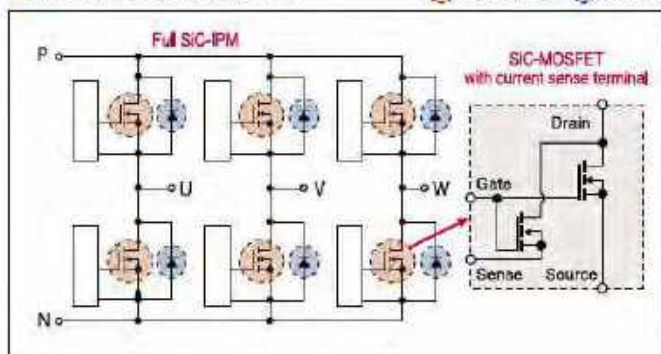 Full SiC-IPM
P
SiC-MOSFET
with current sense terminal
Drain
U
V
W
Gate
Sense
Source
N